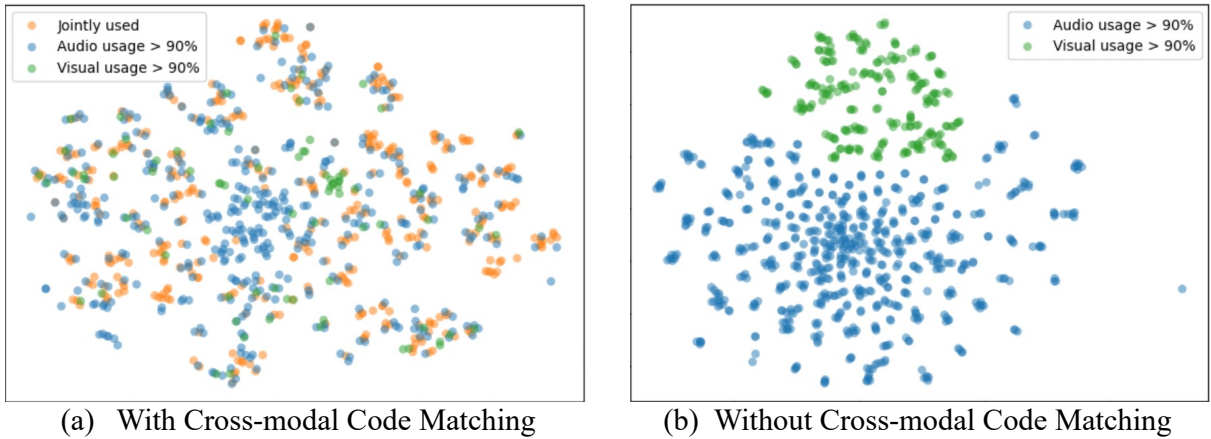 Jointly used
Audio usage > 90%
Visual usage > 90%
Audio usage > 90%
Visual usage > 90%
(a) With Cross-modal Code Matching
(b) Without Cross-modal Code Matching